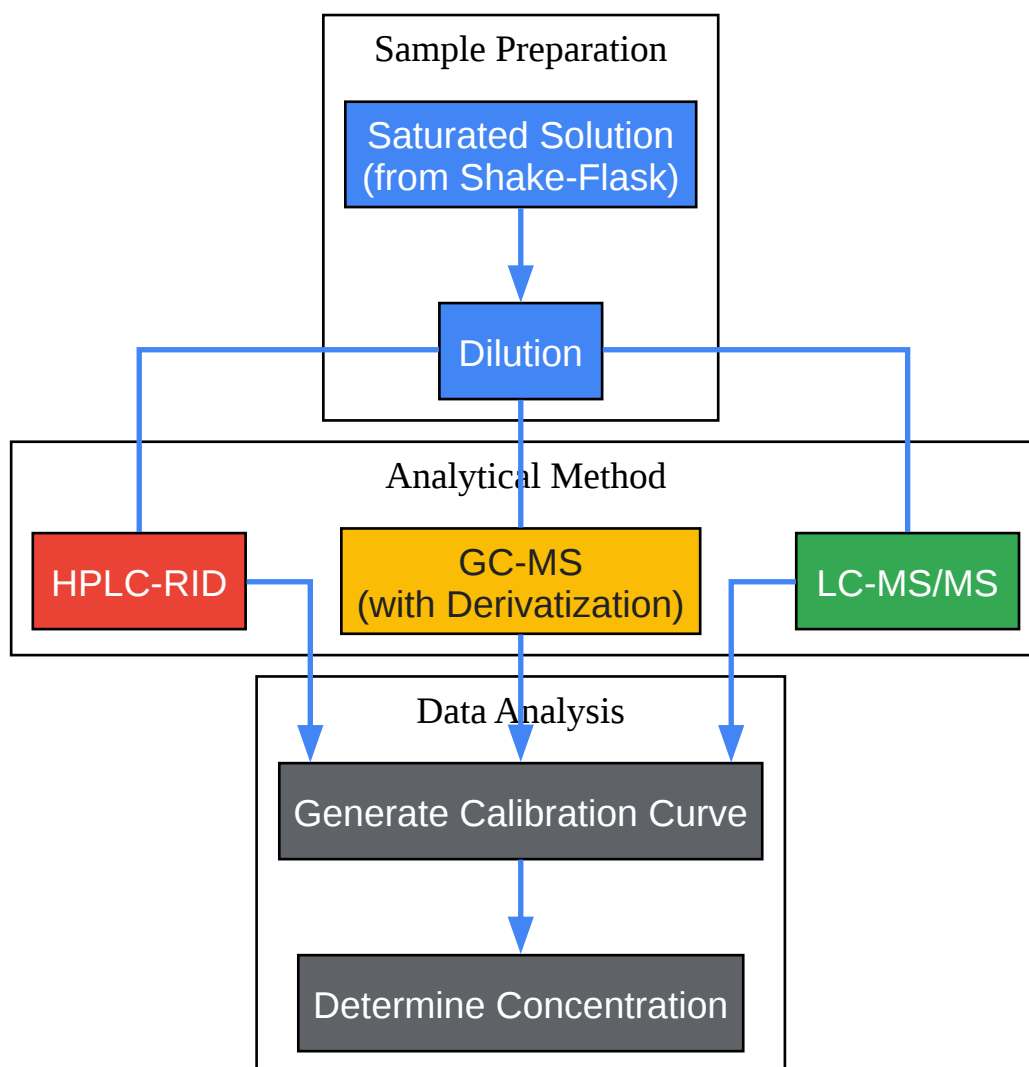 Sample Preparation
Saturated Solution
(from Shake-Flask)
Dilution
Analytical Method
HPLC-RID
GC-MS
(with Derivatization)
LC-MS/MS
Data Analysis
Generate Calibration Curve
Determine Concentration